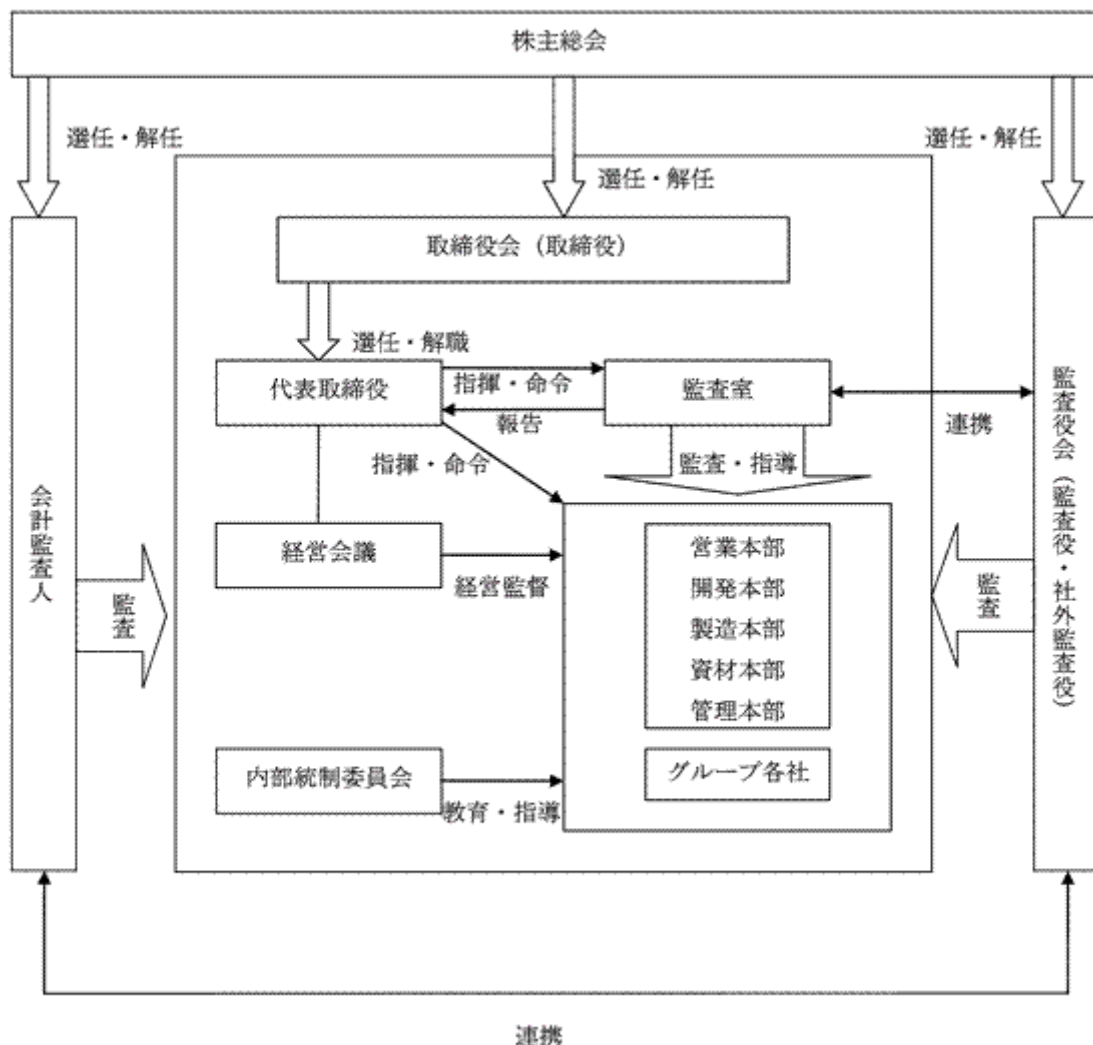 株主総会
選任・解任
選任・解任
選任・解任
取締役会（取締役）
選任・解職
代表取締役
指揮・命令
報告
監査室
連携
指揮・命令
監査・指導
会計監査人
監査
経営会議
経営監督
営業本部
開発本部
製造本部
資材本部
管理本部
監査
監査役会（監査役・社外監査役）
内部統制委員会
教育・指導
グループ各社
連携